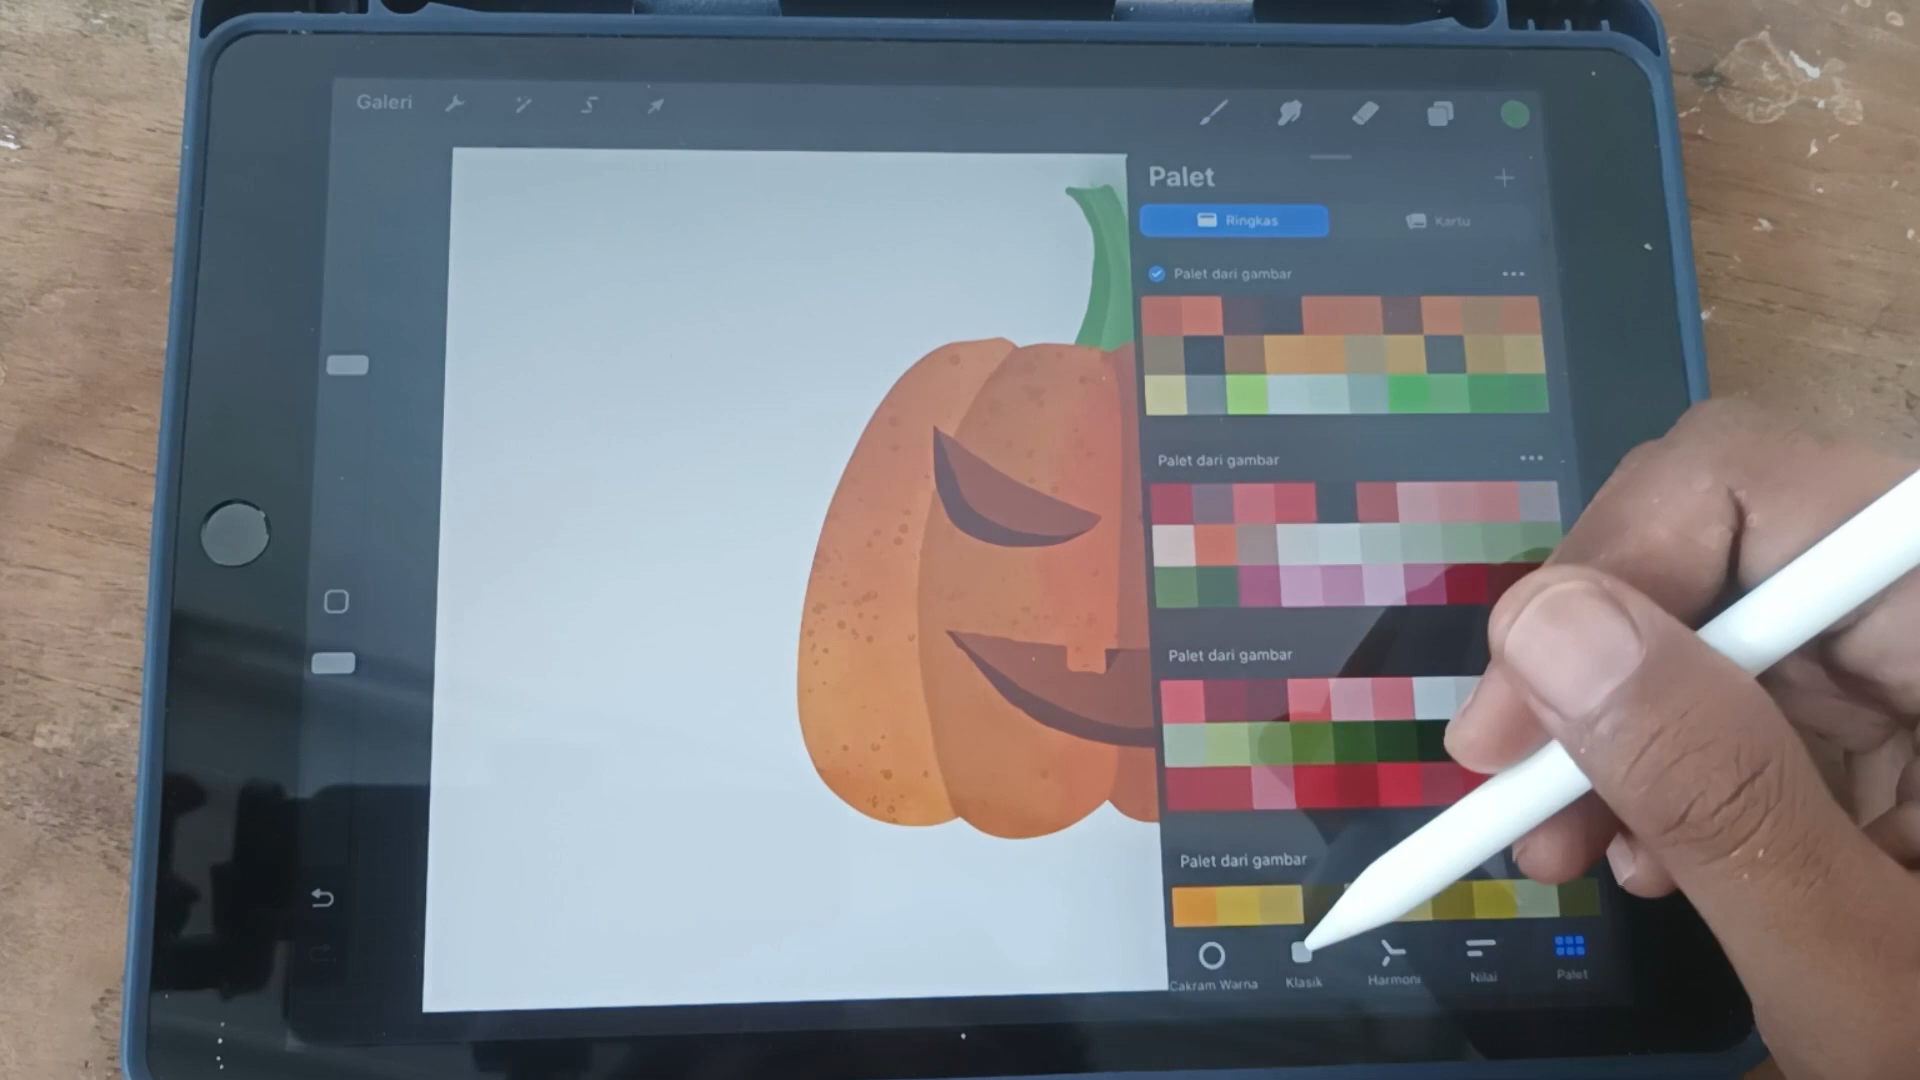 Galeri
Palet
Ringkas
Kartu
Palet dari gambar
Palet dari gambar
Palet dari gambar
Palet dari gambar
Cakram Warna
Klasik
Harmoni
Nilai
Palet